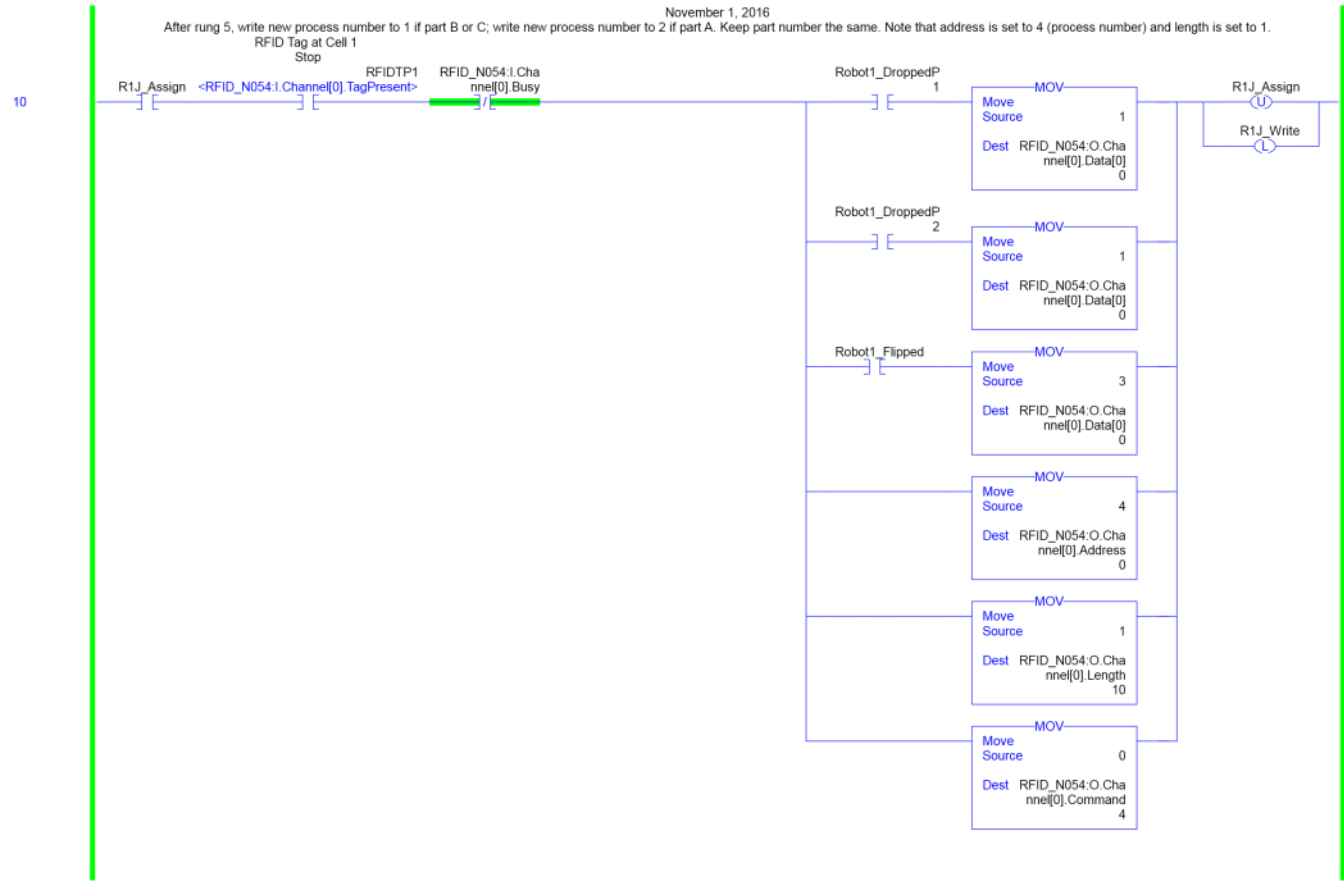 November 1, 2016
After rung 5, write new process number to 1 if part B or C; write new process number to 2 if part A. Keep part number the same. Note that address is set to 4 (process number) and length is set to 1.
RFID Tag at Cell 1
Stop
RFIDTP1
R1J_Assign
<RFID_N054:I.Channel[0].TagPresent>
RFID_N054:I.Cha
nnel[0].Busy
/
10
Robot1_DroppedP
1
MOV
Move
Source 1
Dest RFID_N054:O.Cha
nnel[0].Data[0]
0
R1J_Assign
U
R1J_Write
L
Robot1_DroppedP
2
MOV
Move
Source 1
Dest RFID_N054:O.Cha
nnel[0].Data[0]
0
Robot1_Flipped
MOV
Move
Source 3
Dest RFID_N054:O.Cha
nnel[0].Data[0]
0
MOV
Move
Source 4
Dest RFID_N054:O.Cha
nnel[0].Address
0
MOV
Move
Source 1
Dest RFID_N054:O.Cha
nnel[0].Length
10
MOV
Move
Source 0
Dest RFID_N054:O.Cha
nnel[0].Command
4